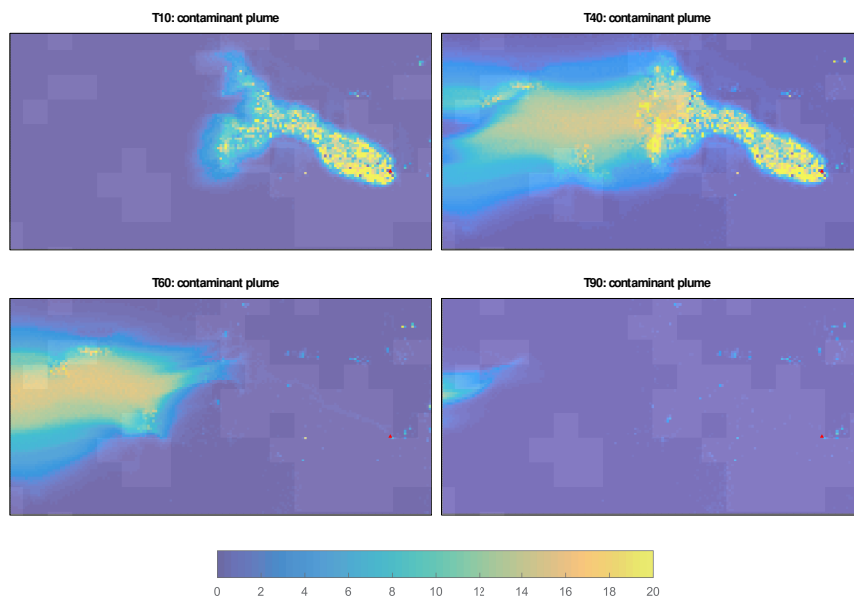 T10: contaminant plume
T40: contaminant plume
T60: contaminant plume
T90: contaminant plume
0 2 4 6 8 10 12 14 16 18 20